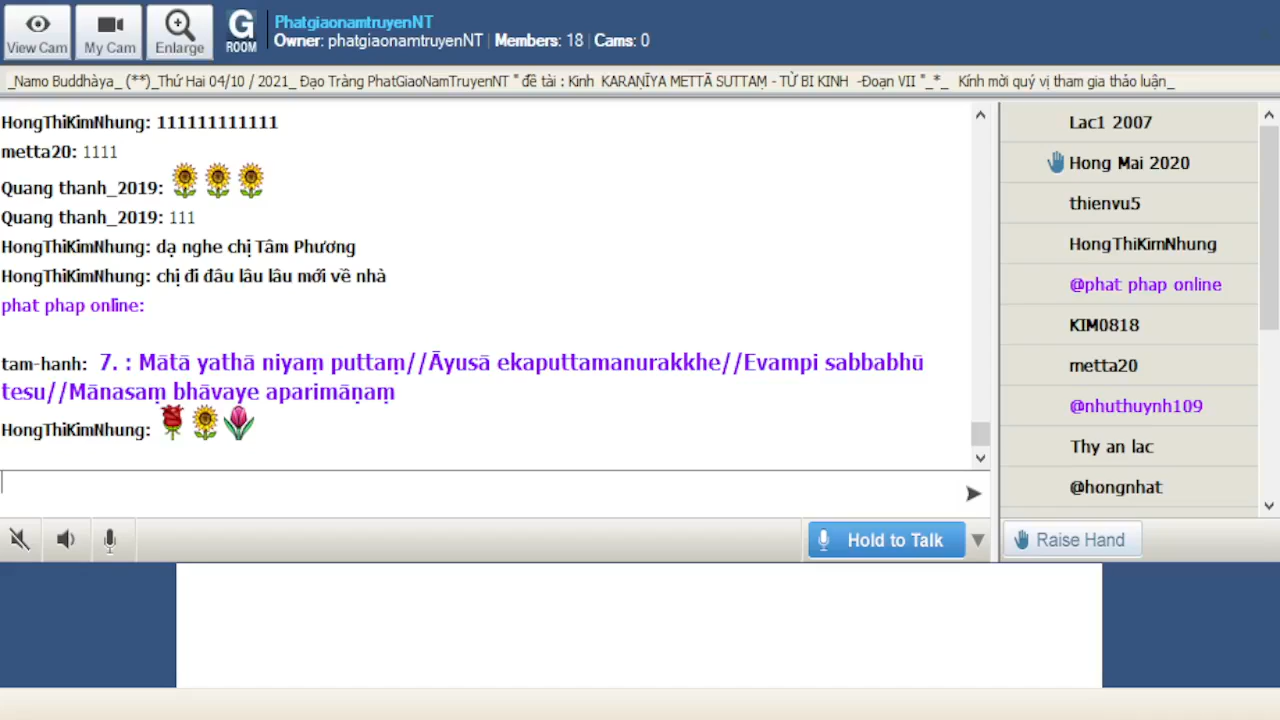 View Cam
My Cam
Enlarge
G
ROOM
PhatgiaonamtruyenNT
Owner: phatgiaonamtruyenNT | Members: 18 | Cams: 0
_Namo Buddhàya_ (**)_Thứ Hai 04/10 / 2021_ Đạo Tràng PhatGiaoNamTruyenNT " đề tài : Kinh KARAṆĪYA METTĀ SUTTAṂ - TỪ BI KINH -Đoạn VII "_*_ Kính mời quý vị tham gia thảo luận_
HongThiKimNhung: 111111111111
metta20: 1111
Quang thanh_2019:
Quang thanh_2019: 111
HongThiKimNhung: dạ nghe chị Tâm Phương
HongThiKimNhung: chị đi đâu lâu lâu mới về nhà
phat phap online:
tam-hanh: 7. : Mātā yathā niyaṃ puttaṃ//Āyusā ekaputtamanurakkhe//Evampi sabbabhū
tesu//Mānasaṃ bhāvaye aparimāṇaṃ
HongThiKimNhung:
Hold to Talk
Lac1 2007
Hong Mai 2020
thienvu5
HongThiKimNhung
@phat phap online
KIM0818
metta20
@nhuthuynh109
Thy an lac
@hongnhat
Raise Hand